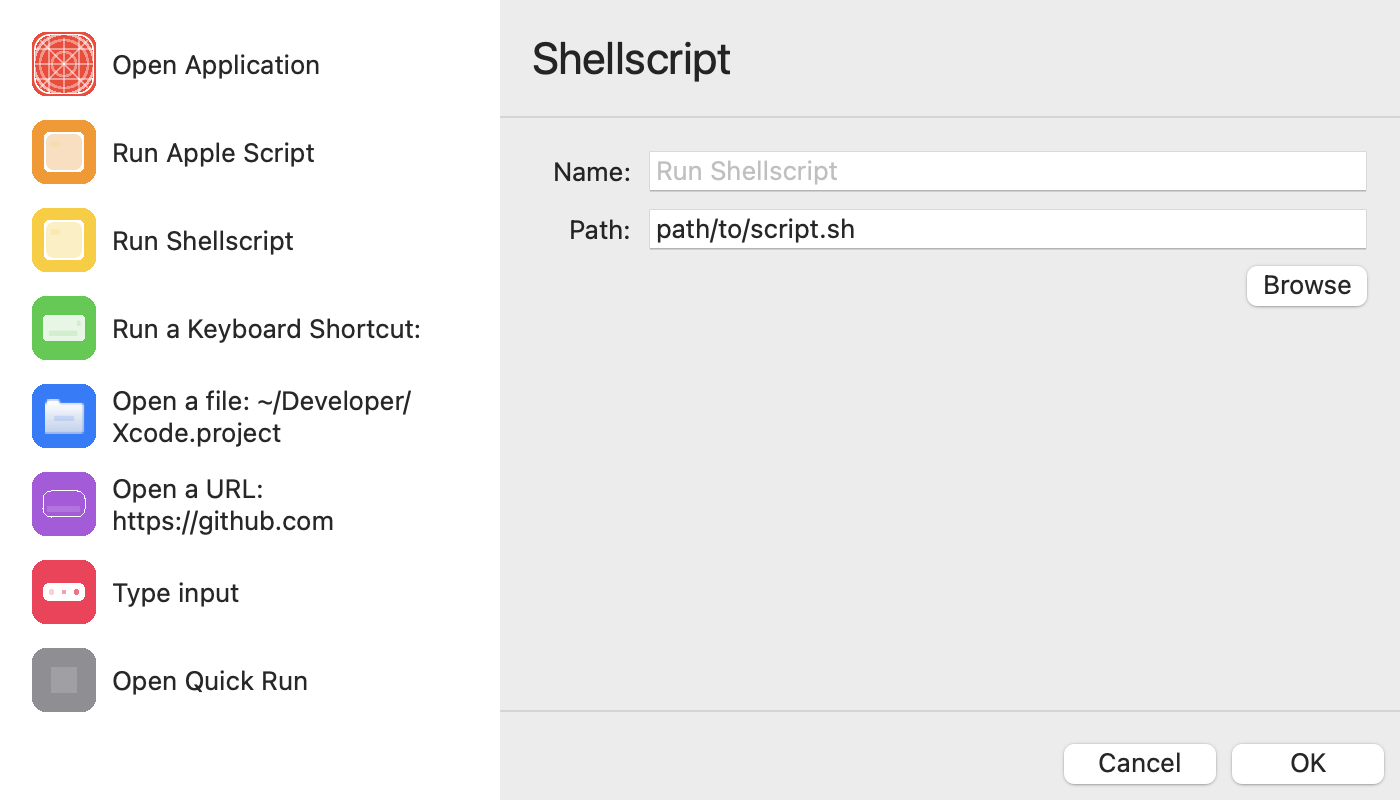 Open Application
Run Apple Script
Run Shellscript
Run a Keyboard Shortcut:
Open a file: ~/Developer/
Xcode.project
Open a URL:
https://github.com
Type input
Open Quick Run
Shellscript
Name: Run Shellscript
Path: path/to/script.sh
Browse
Cancel OK